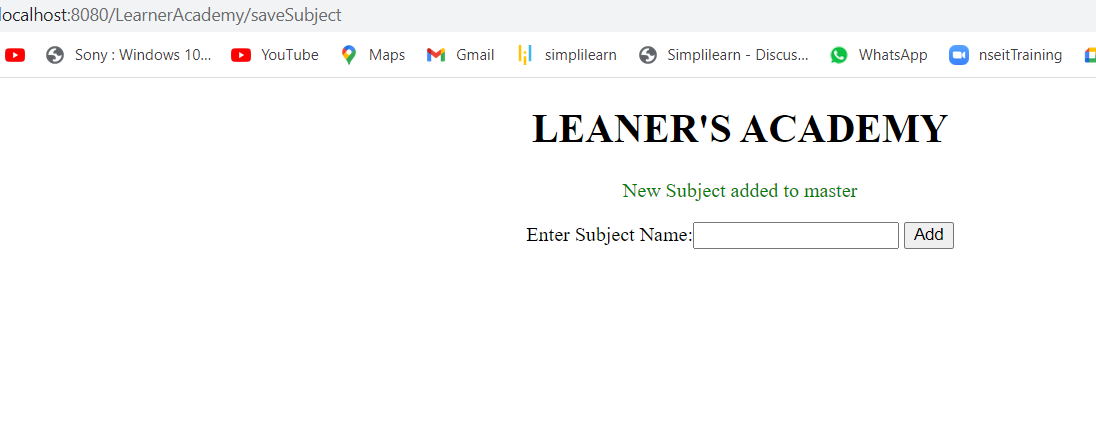 localhost:8080/LearnerAcademy/saveSubject
Sony : Windows 10... YouTube Maps Gmail simplilearn Simplilearn - Discus... WhatsApp nseitTraining
LEANER'S ACADEMY
New Subject added to master
Enter Subject Name: Add